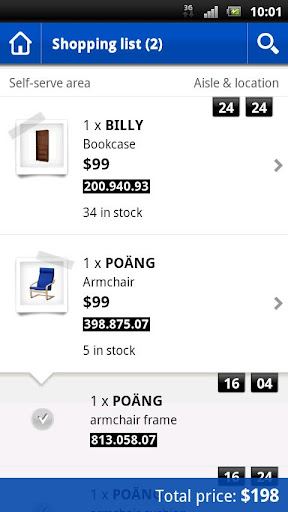 3G 10:01
Shopping list (2)
Self-serve area Aisle & location
24 24
1 x BILLY
Bookcase
$99
200.940.93
34 in stock
1 x POÄNG
Armchair
$99
398.875.07
5 in stock
16 04
1 x POÄNG
armchair frame
813.058.07
16 24
1 x POÄNG
Total price: $198